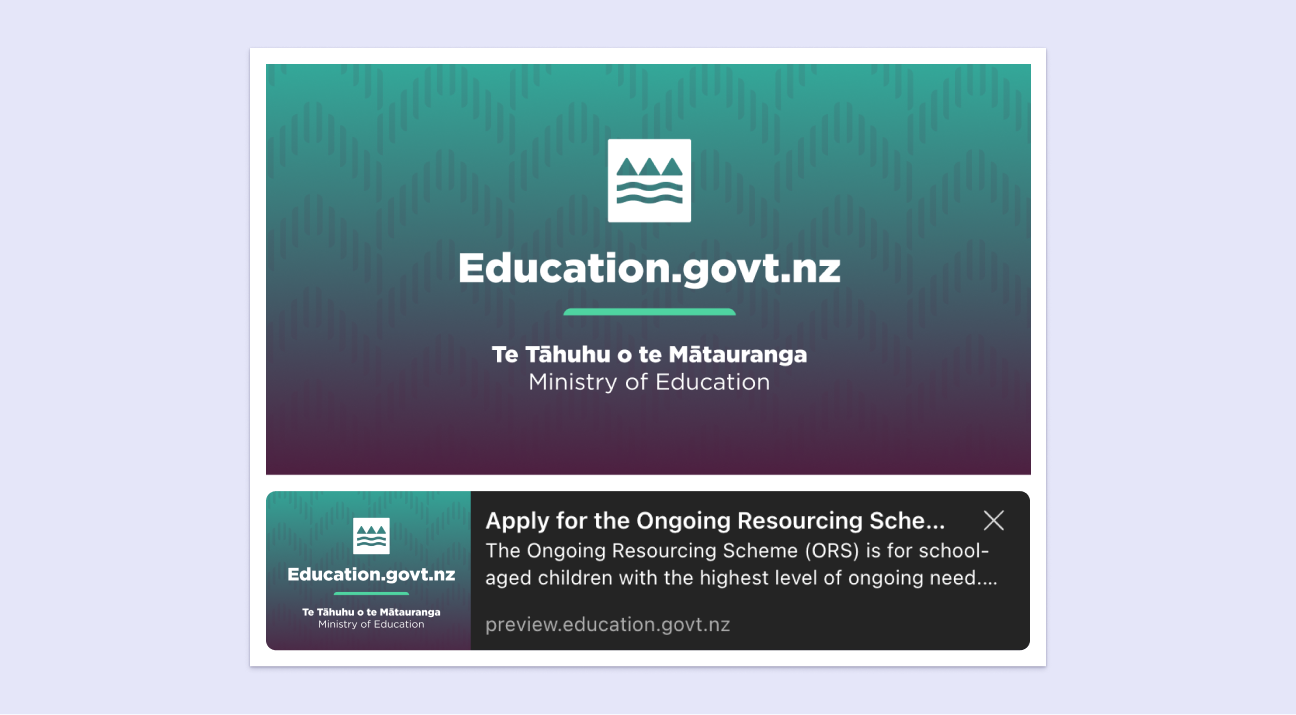 Education.govt.nz
Te Tāhuhu o te Mātauranga
Ministry of Education
Apply for the Ongoing Resourcing Sche...
The Ongoing Resourcing Scheme (ORS) is for school-
aged children with the highest level of ongoing need....
preview.education.govt.nz
Education.govt.nz
Te Tāhuhu o te Mātauranga
Ministry of Education